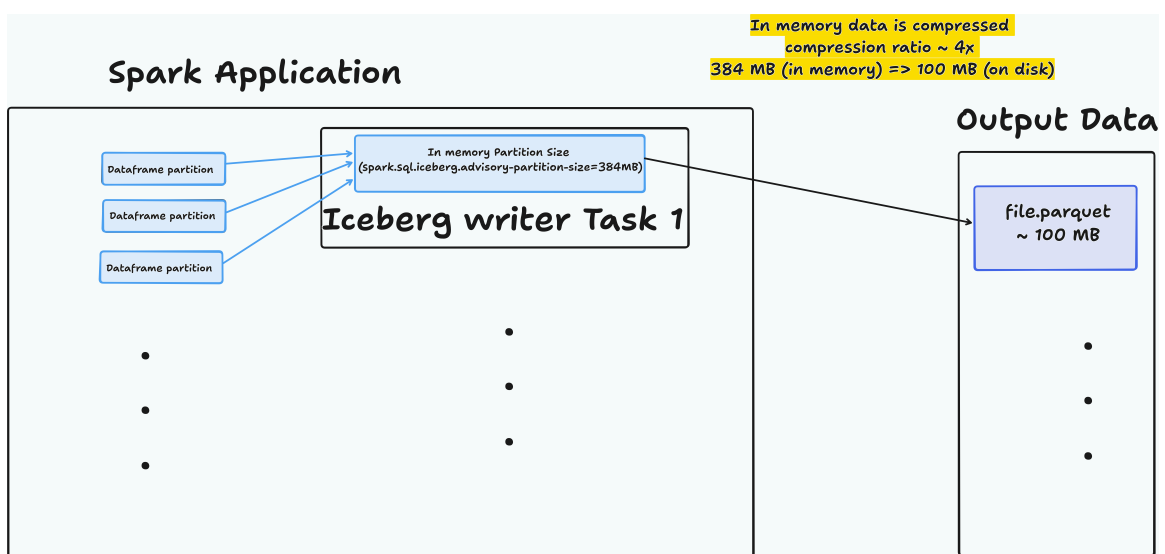 In memory data is compressed
compression ratio ~ 4x
384 MB (in memory) => 100 MB (on disk)
Spark Application
Output Data
Dataframe partition
Dataframe partition
Dataframe partition
In memory Partition Size
(spark.sql.iceberg.advisory-partition-size=384MB)
Iceberg writer Task 1
file.parquet
~ 100 MB